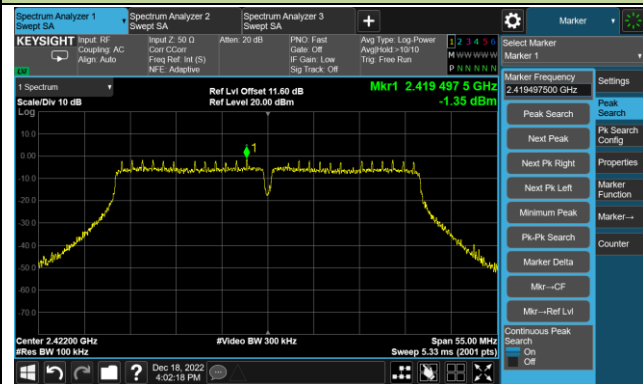 Spectrum Analyzer 1
Swept SA
Spectrum Analyzer 2
Swept SA
Spectrum Analyzer 3
Swept SA
+
Marker
KEYSIGHT
Input: RF
Coupling: AC
Align: Auto
Input Z: 50 Ω
Corr CCorr
Freq Ref: Int (S)
NFE: Adaptive
Atten: 20 dB
PNO: Fast
Gate: Off
IF Gain: Low
Sig Track: Off
Avg Type: Log-Power
Avg|Hold:>10/10
Trig: Free Run
1 2 3 4 5 6
M W W W W W
P N N N N N
LXI
Select Marker
Marker 1
1 Spectrum
Scale/Div 10 dB
Log
Ref Lvl Offset 11.60 dB
Ref Level 20.00 dBm
Mkr1 2.419 497 5 GHz
-1.35 dBm
10.0
0.00
-10.0
-20.0
-30.0
-40.0
-50.0
-60.0
-70.0
1
Center 2.42200 GHz
#Res BW 100 kHz
#Video BW 300 kHz
Span 55.00 MHz
Sweep 5.33 ms (2001 pts)
Marker Frequency
2.419497500 GHz
Peak Search
Next Peak
Next Pk Right
Next Pk Left
Minimum Peak
Pk-Pk Search
Marker Delta
Mkr→CF
Mkr→Ref Lvl
Continuous Peak
Search
On
Off
Settings
Peak
Search
Pk Search
Config
Properties
Marker
Function
Marker→
Counter
?
Dec 18, 2022
4:02:18 PM